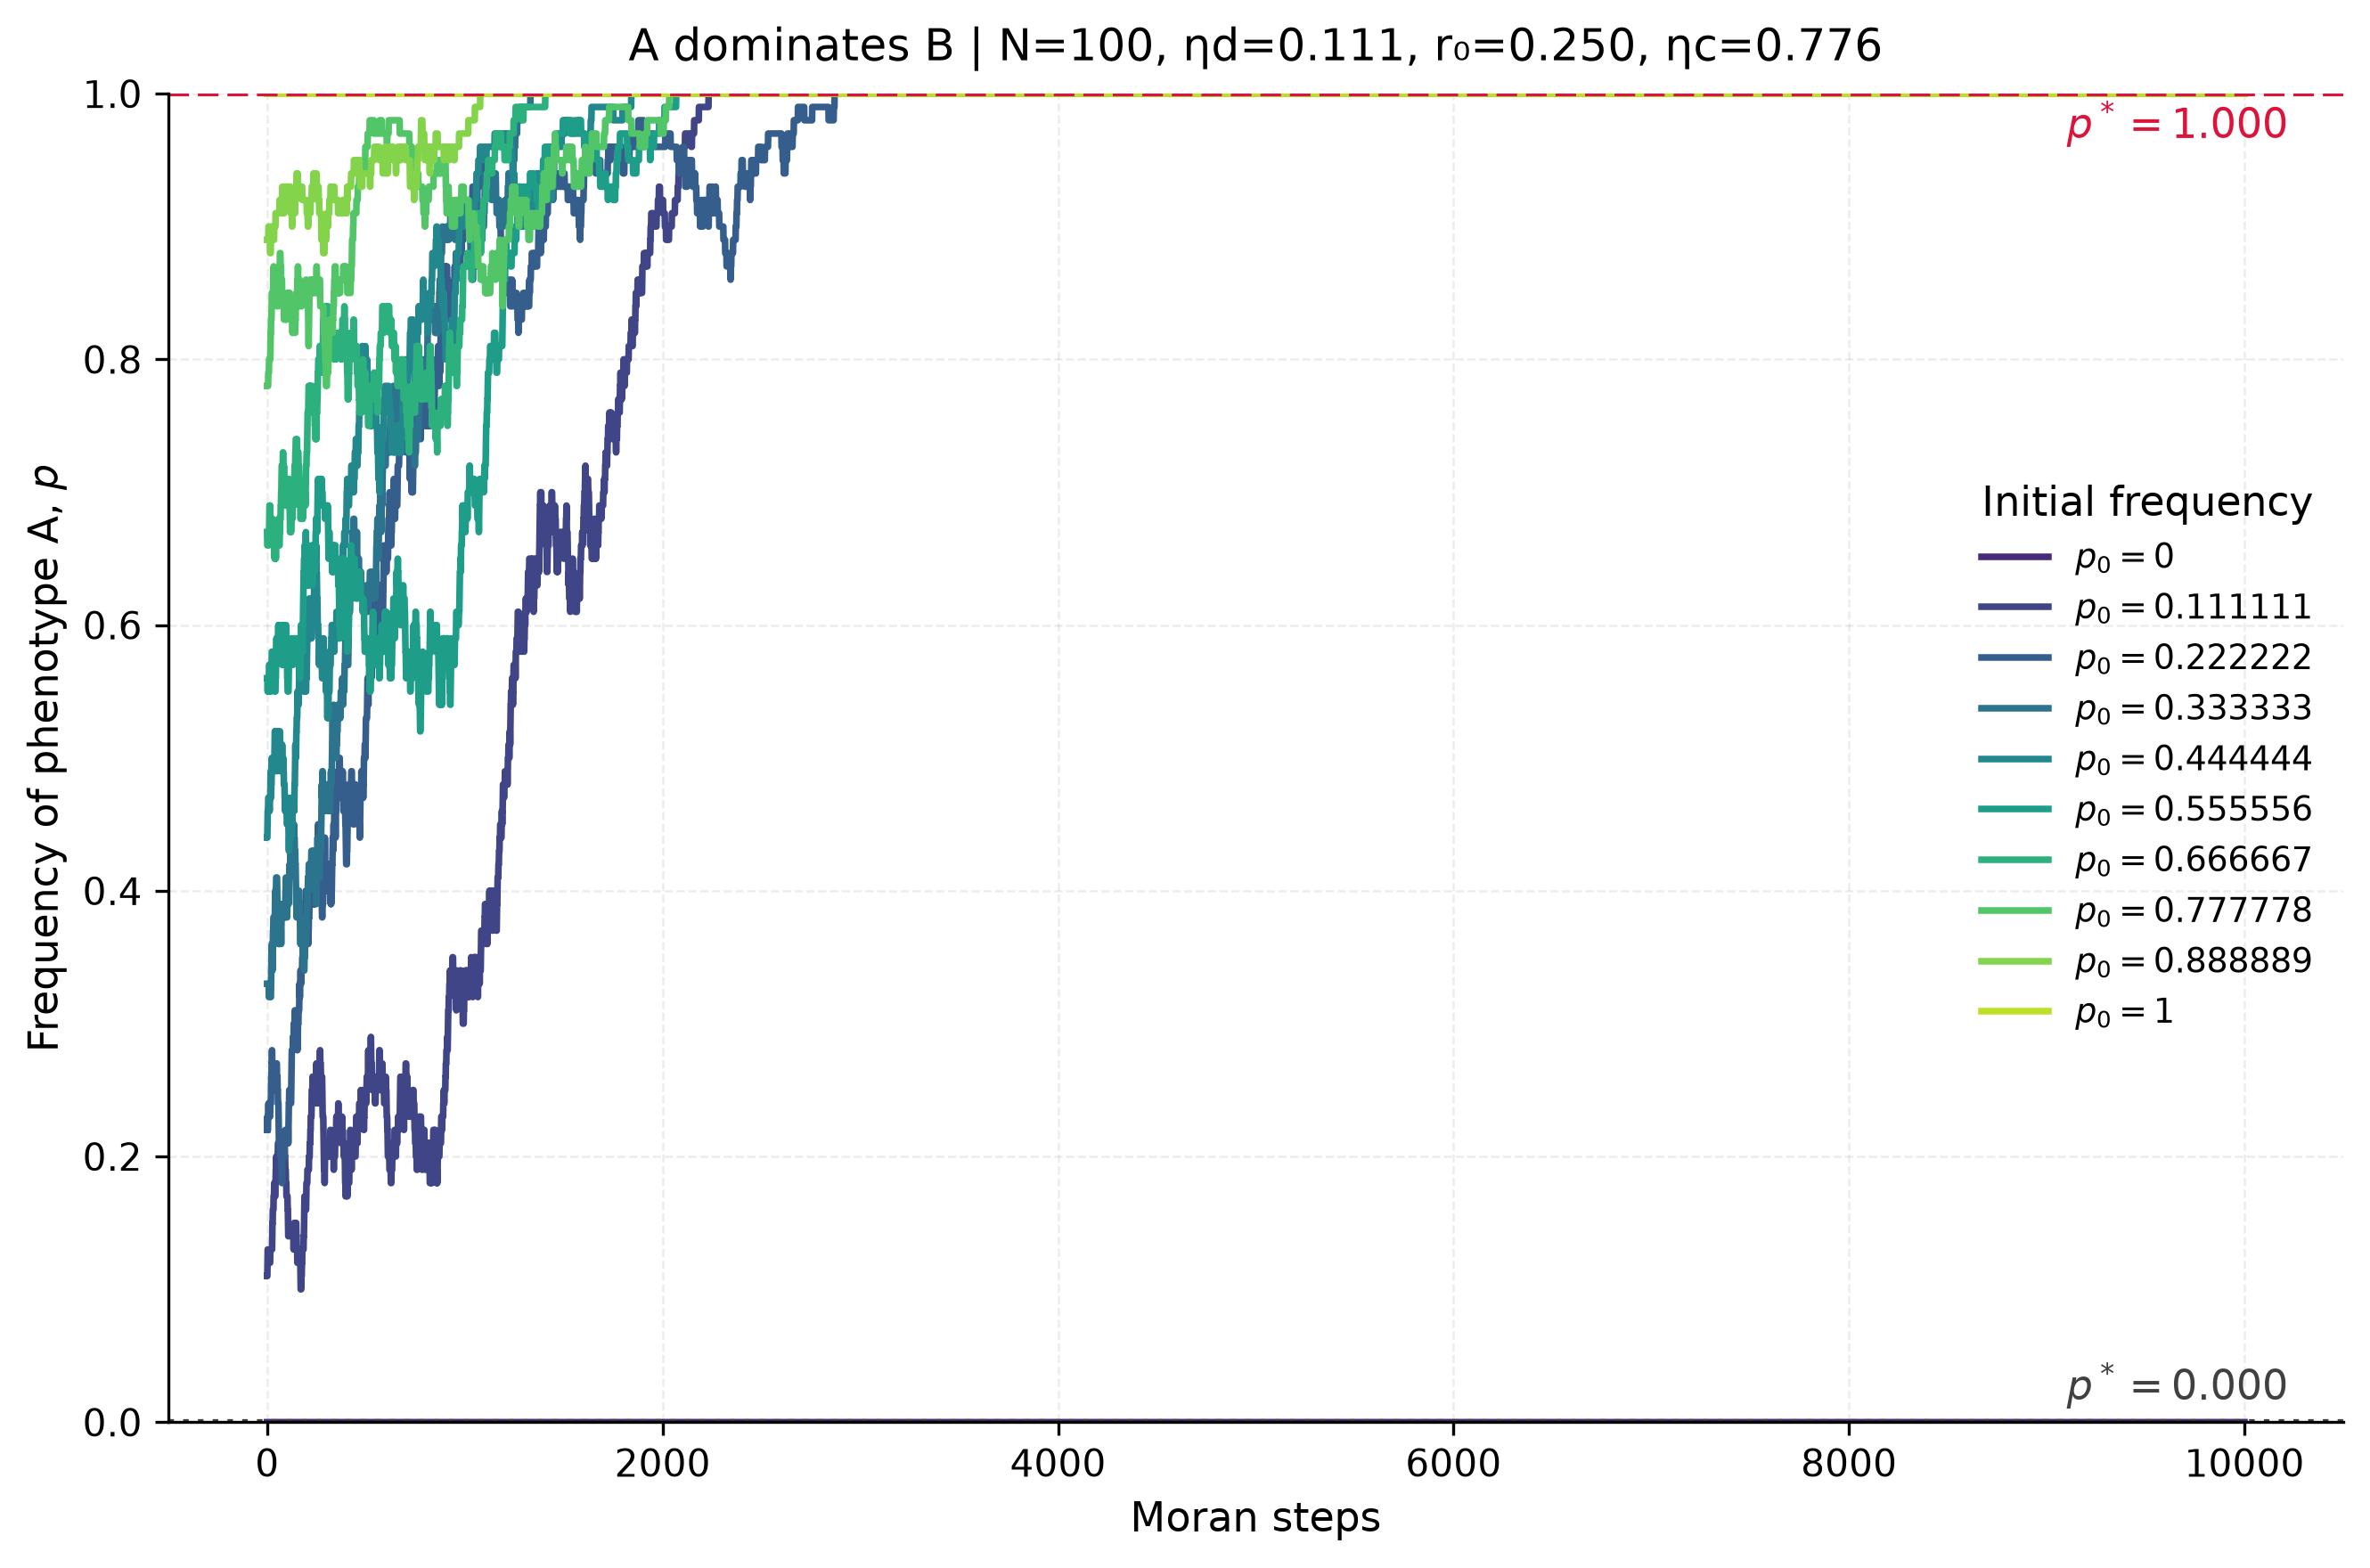 A dominates B | N=100, ηd=0.111, r₀=0.250, ηc=0.776
1.0
0.8
0.6
0.4
0.2
0.0
Frequency of phenotype A, p
p* = 1.000
Initial frequency
p₀ = 0
p₀ = 0.111111
p₀ = 0.222222
p₀ = 0.333333
p₀ = 0.444444
p₀ = 0.555556
p₀ = 0.666667
p₀ = 0.777778
p₀ = 0.888889
p₀ = 1
p* = 0.000
0 2000 4000 6000 8000 10000
Moran steps